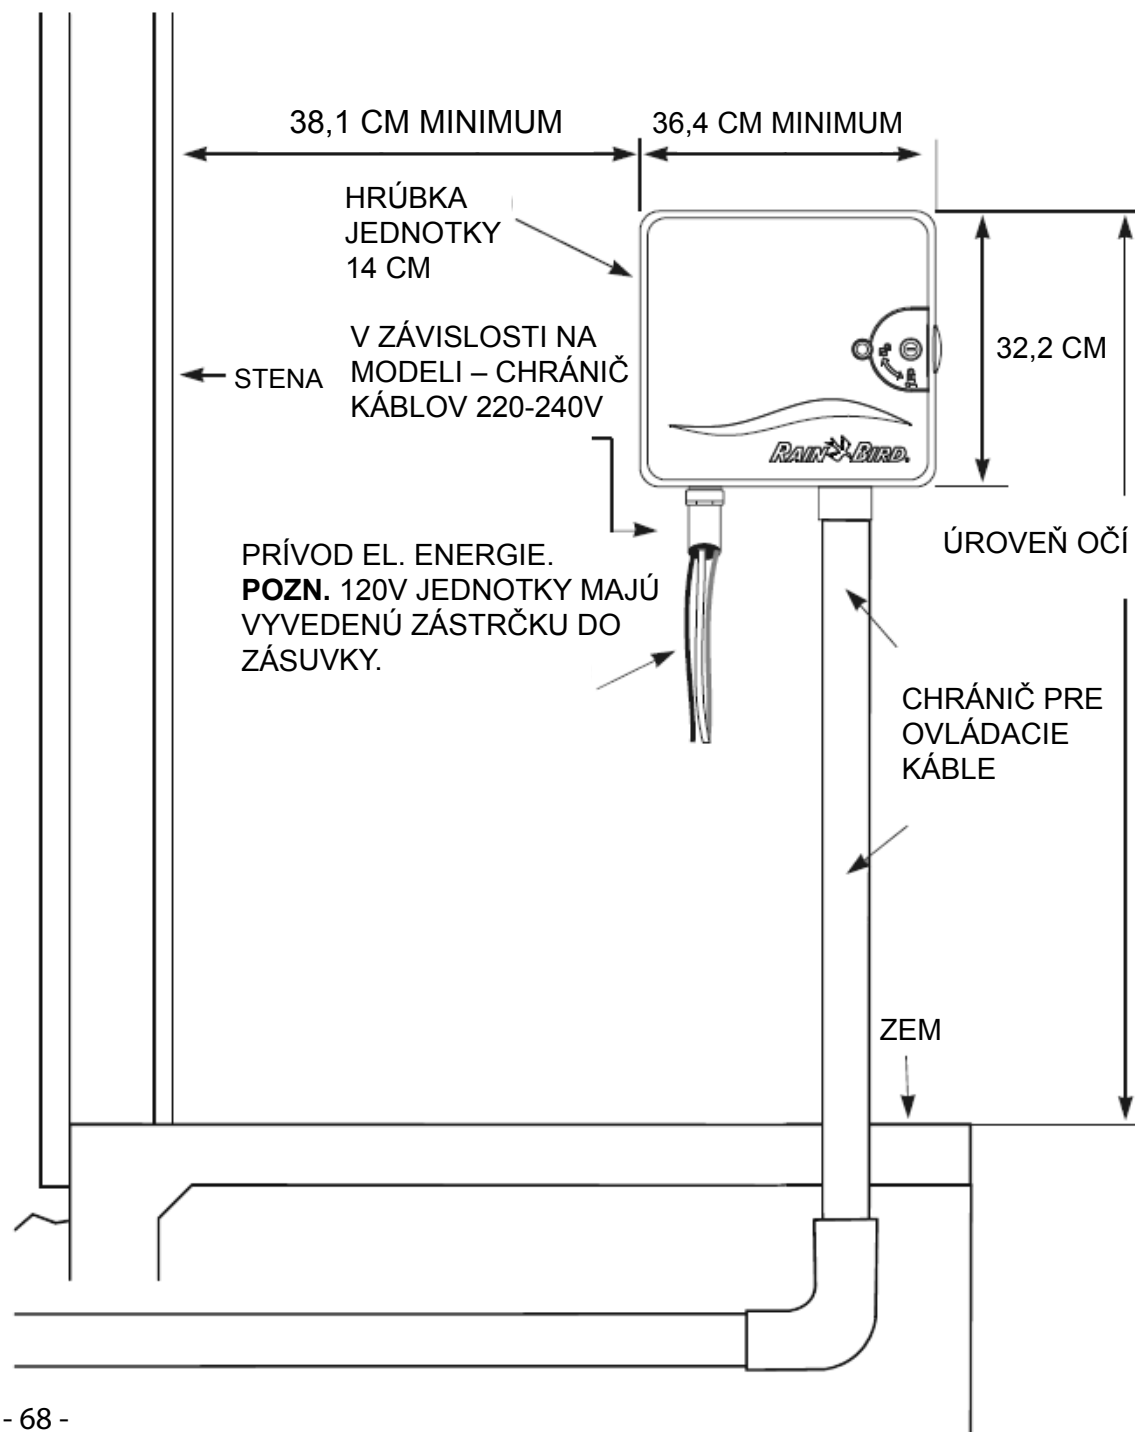 38,1 CM MINIMUM
36,4 CM MINIMUM
HRÚBKA
JEDNOTKY
14 CM
V ZÁVISLOSTI NA
MODELI – CHRÁNIČ
KÁBLOV 220-240V
STENA
32,2 CM
RAIN BIRD.
ÚROVEŇ OČÍ
PRÍVOD EL. ENERGIE.
POZN. 120V JEDNOTKY MAJÚ
VYVEDENÚ ZÁSTRČKU DO
ZÁSUVKY.
CHRÁNIČ PRE
OVLÁDACIE
KÁBLE
ZEM
- 68 -